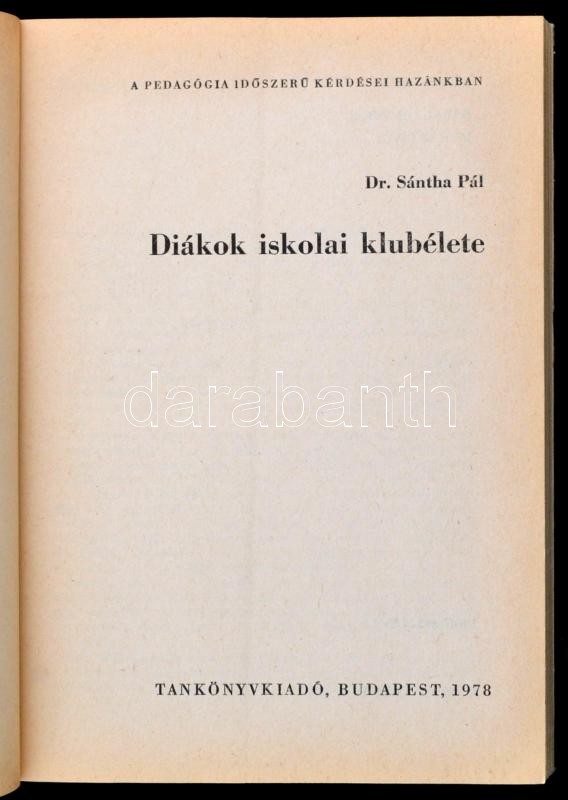 A PEDAGÓGIA IDŐSZERŰ KÉRDÉSEI HAZÁNKBAN
Dr. Sántha Pál
Diákok iskolai klubélete
darabanth
TANKÖNYVKIADÓ, BUDAPEST, 1978